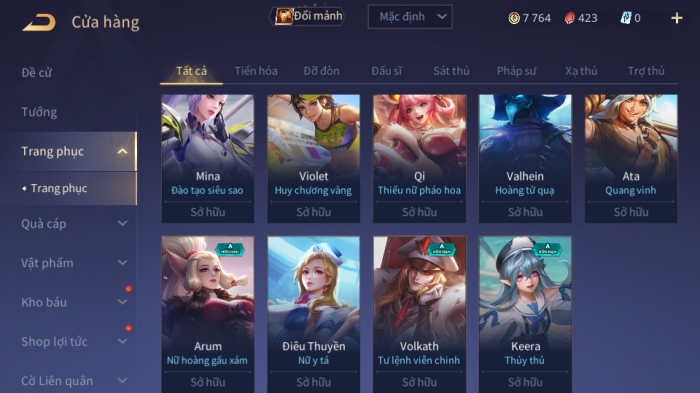 Cửa hàng
Đổi mảnh
Mặc định
7 764
423
0
Đề cử
Tướng
Trang phục
Trang phục
Quà cáp
Vật phẩm
Kho báu
Shop lợi tức
Cờ Liên quân
Tất cả
Tiến hóa
Đỡ đòn
Đấu sĩ
Sát thủ
Pháp sư
Xạ thủ
Trợ thủ
Mina
Đào tạo siêu sao
Sở hữu
Violet
Huy chương vàng
Sở hữu
Qi
Thiếu nữ pháo hoa
Sở hữu
Valhein
Hoàng tử quạ
Sở hữu
Ata
Quang vinh
Sở hữu
Arum
Nữ hoàng gấu xám
Sở hữu
Điêu Thuyền
Nữ y tá
Sở hữu
A
HỮU HẠN
Volkath
Tư lệnh viễn chinh
Sở hữu
A
HỮU HẠN
Keera
Thủy thủ
Sở hữu